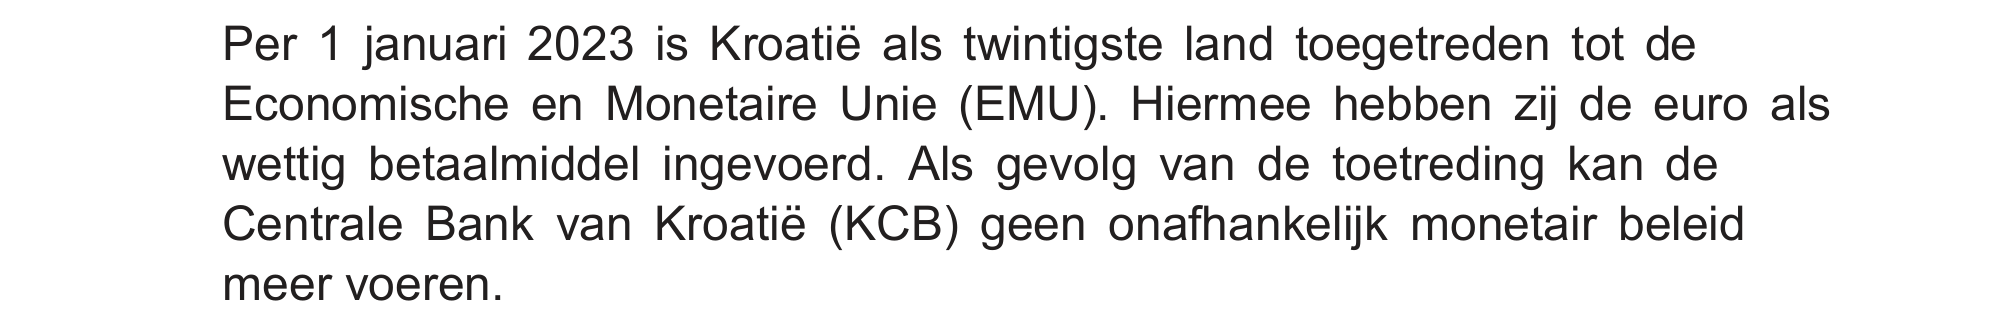 Per 1 januari 2023 is Kroatië als twintigste land toegetreden tot de
Economische en Monetaire Unie (EMU). Hiermee hebben zij de euro als
wettig betaalmiddel ingevoerd. Als gevolg van de toetreding kan de
Centrale Bank van Kroatië (KCB) geen onafhankelijk monetair beleid
meer voeren.